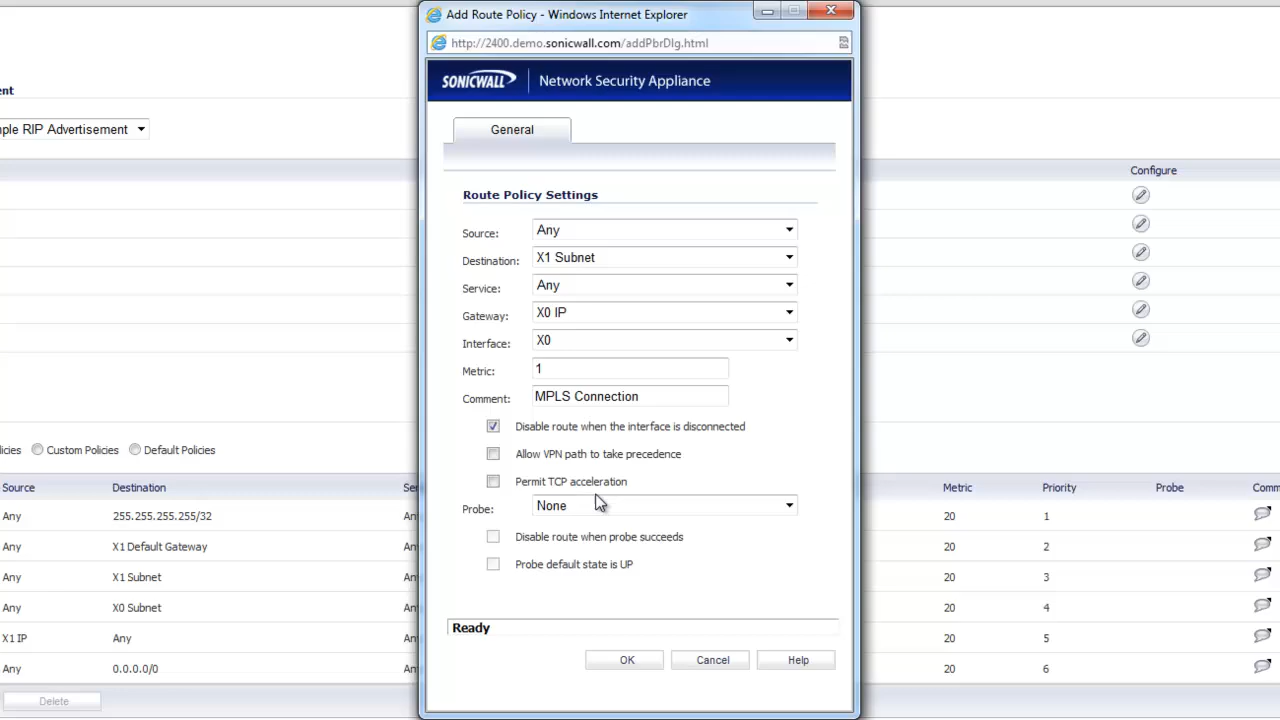 Add Route Policy - Windows Internet Explorer
http://2400.demo.sonicwall.com/addPbrDlg.html
SONICWALL | Network Security Appliance
General
Route Policy Settings
Source: Any
Destination: X1 Subnet
Service: Any
Gateway: X0 IP
Interface: X0
Metric: 1
Comment: MPLS Connection
Disable route when the interface is disconnected
Allow VPN path to take precedence
Permit TCP acceleration
Probe: None
Disable route when probe succeeds
Probe default state is UP
Ready
OK Cancel Help
ent
mple RIP Advertisement
Configure
licies Custom Policies Default Policies
Source Destination Ser Metric Priority Probe Comm
Any 255.255.255.255/32 An 20 1
Any X1 Default Gateway An 20 2
Any X1 Subnet An 20 3
Any X0 Subnet An 20 4
X1 IP Any An 20 5
Any 0.0.0.0/0 An 20 6
Delete